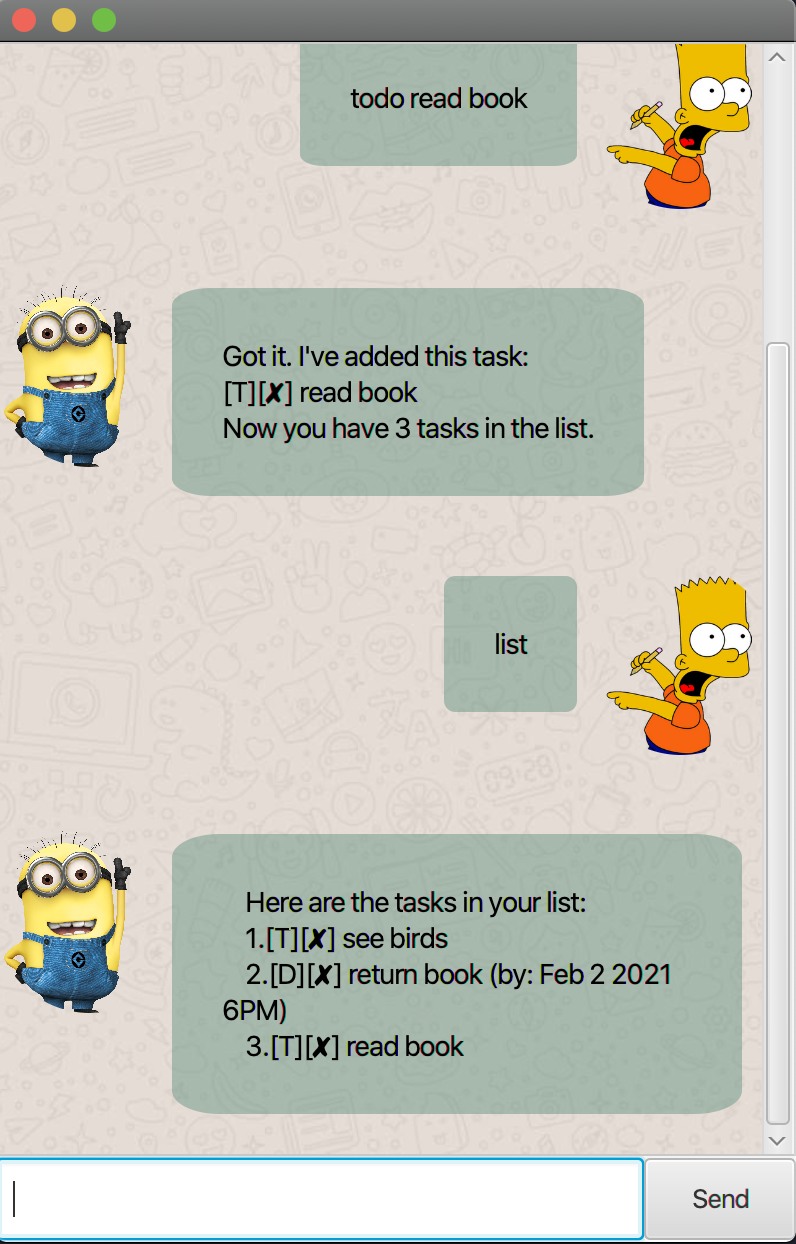 todo read book
Got it. I've added this task:
[T][✘] read book
Now you have 3 tasks in the list.
list
Here are the tasks in your list:
1.[T][✘] see birds
2.[D][✘] return book (by: Feb 2 2021
6PM)
3.[T][✘] read book
Send